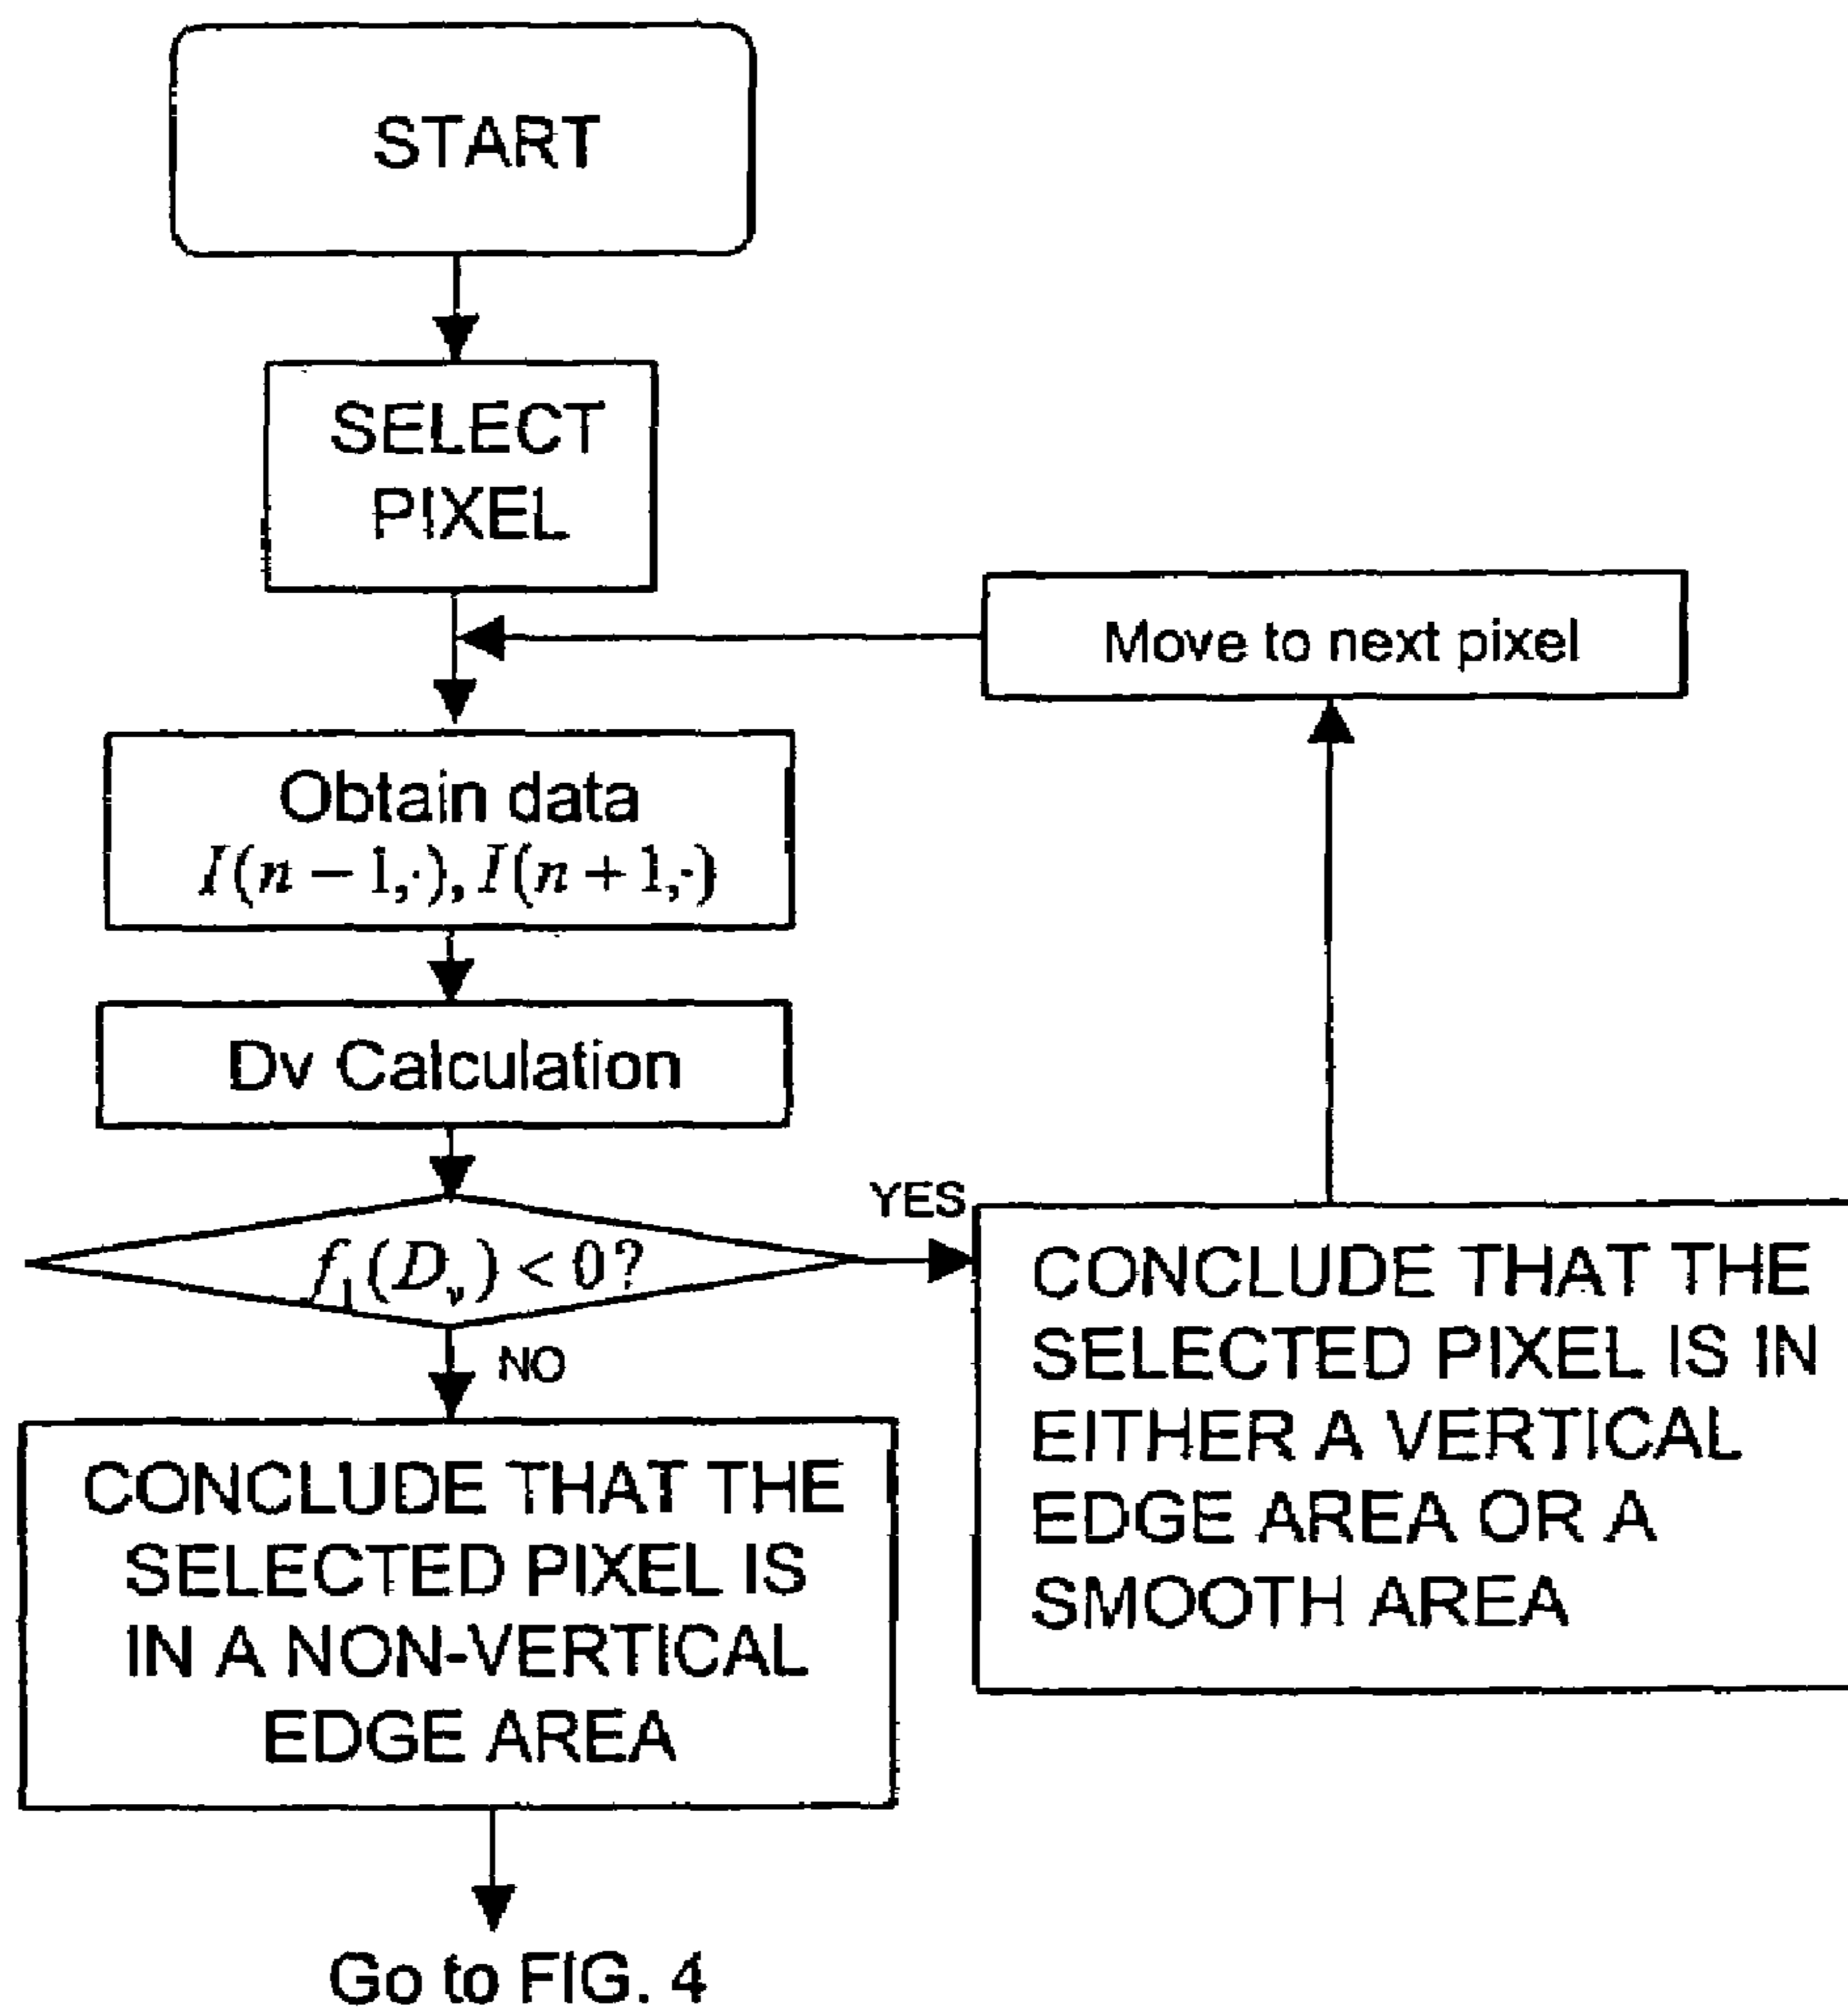 START
SELECT
PIXEL
Move to next pixel
Obtain data
I(n−1,·), I(n+1,·)
Dv Calculation
f₁(Dᵥ) < 0?
YES
NO
CONCLUDE THAT THE
SELECTED PIXEL IS IN
EITHER A VERTICAL
EDGE AREA OR A
SMOOTH AREA
CONCLUDE THAT THE
SELECTED PIXEL IS
IN A NON-VERTICAL
EDGE AREA
Go to FIG. 4